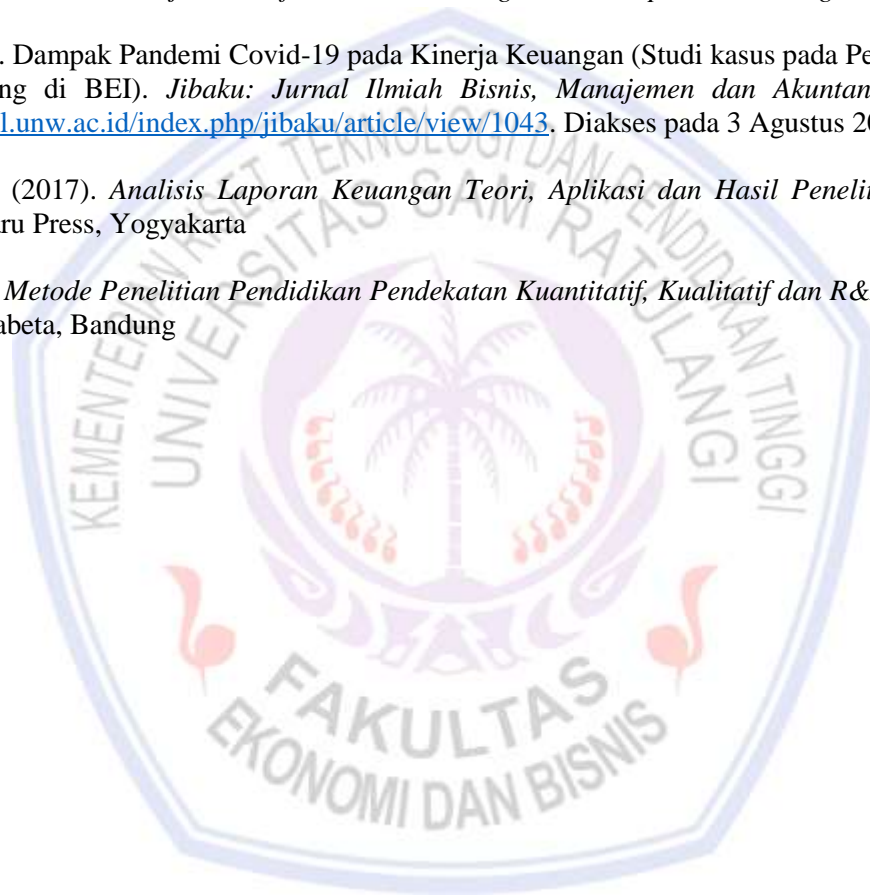 . Dampak Pandemi Covid-19 pada Kinerja Keuangan (Studi kasus pada Pe
ng di BEI). Jibaku: Jurnal Ilmiah Bisnis, Manajemen dan Akuntan
l.unw.ac.id/index.php/jibaku/article/view/1043. Diakses pada 3 Agustus 20
(2017). Analisis Laporan Keuangan Teori, Aplikasi dan Hasil Penelit
ru Press, Yogyakarta
Metode Penelitian Pendidikan Pendekatan Kuantitatif, Kualitatif dan R&
abeta, Bandung
KEMENTERIAN RISET TEKNOLOGI DAN PENDIDIKAN TINGGI
UNIVERSITAS SAM RATULANGI
FAKULTAS
EKONOMI DAN BISNIS